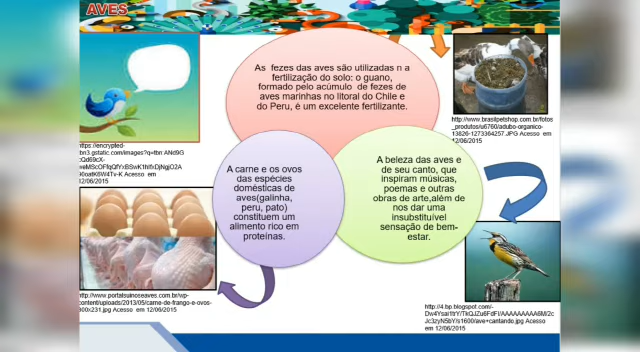 AVES
As fezes das aves são utilizadas n a
fertilização do solo: o guano,
formado pelo acúmulo de fezes de
aves marinhas no litoral do Chile e
do Peru, é um excelente fertilizante.
A carne e os ovos
das espécies
domésticas de
aves(galinha,
peru, pato)
constituem um
alimento rico em
proteínas.
A beleza das aves e
de seu canto, que
inspiram músicas,
poemas e outras
obras de arte,além de
nos dar uma
insubstituível
sensação de bem-
estar.
https://encrypted-
Acesso em
12/06/2015
http://www.brasilpetshop.com.br/fotos
_produtos/u6760/adubo-organico-
13826-1273364257.JPG Acesso em
12/06/2015
http://www.portalsuinoseaves.com.br/wp-
content/uploads/2013/05/carne-de-frango-e-ovos-
300x231.jpg Acesso em 12/06/2015
http://4.bp.blogspot.com/-
em 12/06/2015